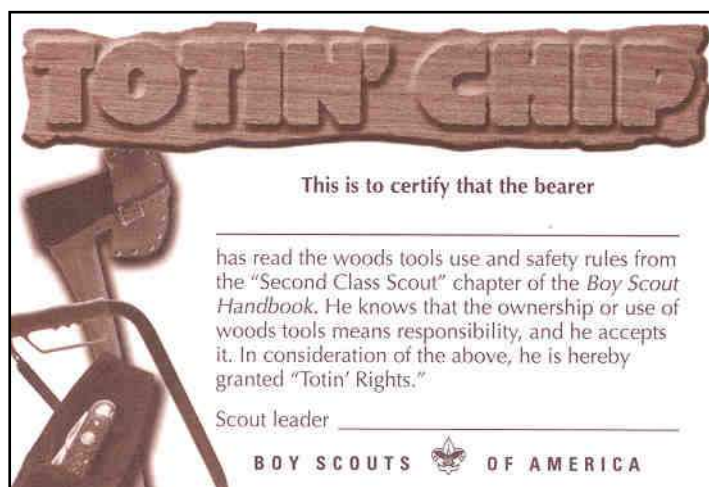 TOTIN' CHIP
This is to certify that the bearer
has read the woods tools use and safety rules from
the “Second Class Scout” chapter of the Boy Scout
Handbook. He knows that the ownership or use of
woods tools means responsibility, and he accepts
it. In consideration of the above, he is hereby
granted “Totin’ Rights.”
Scout leader
BOY SCOUTS OF AMERICA